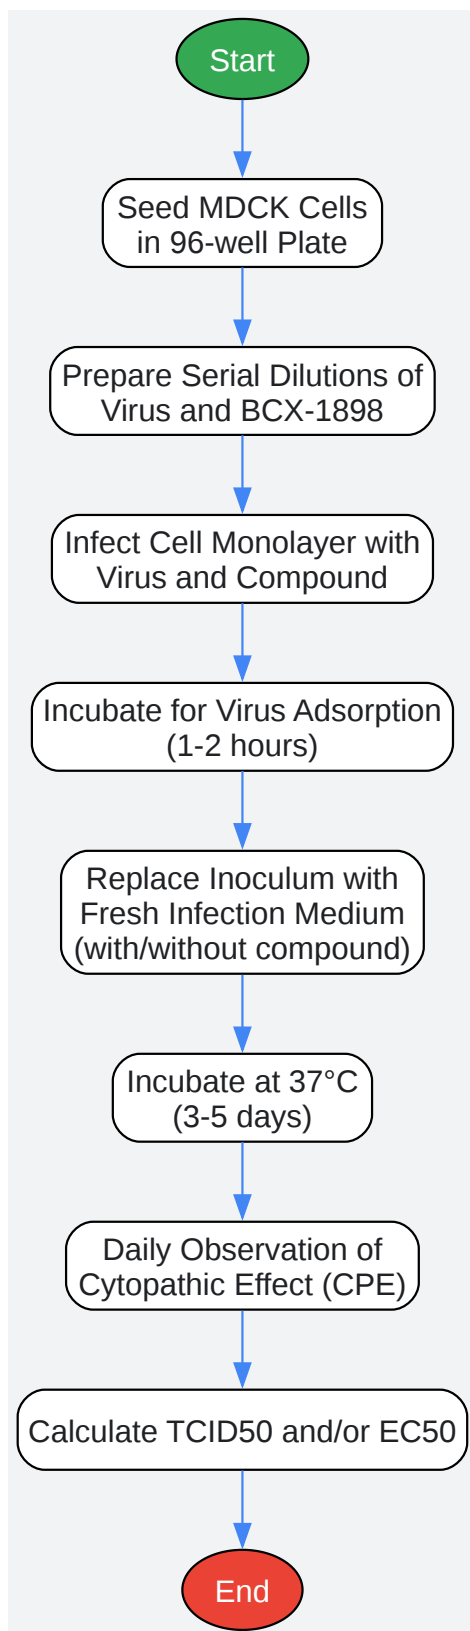 Start
Seed MDCK Cells
in 96-well Plate
Prepare Serial Dilutions of
Virus and BCX-1898
Infect Cell Monolayer with
Virus and Compound
Incubate for Virus Adsorption
(1-2 hours)
Replace Inoculum with
Fresh Infection Medium
(with/without compound)
Incubate at 37°C
(3-5 days)
Daily Observation of
Cytopathic Effect (CPE)
Calculate TCID50 and/or EC50
End